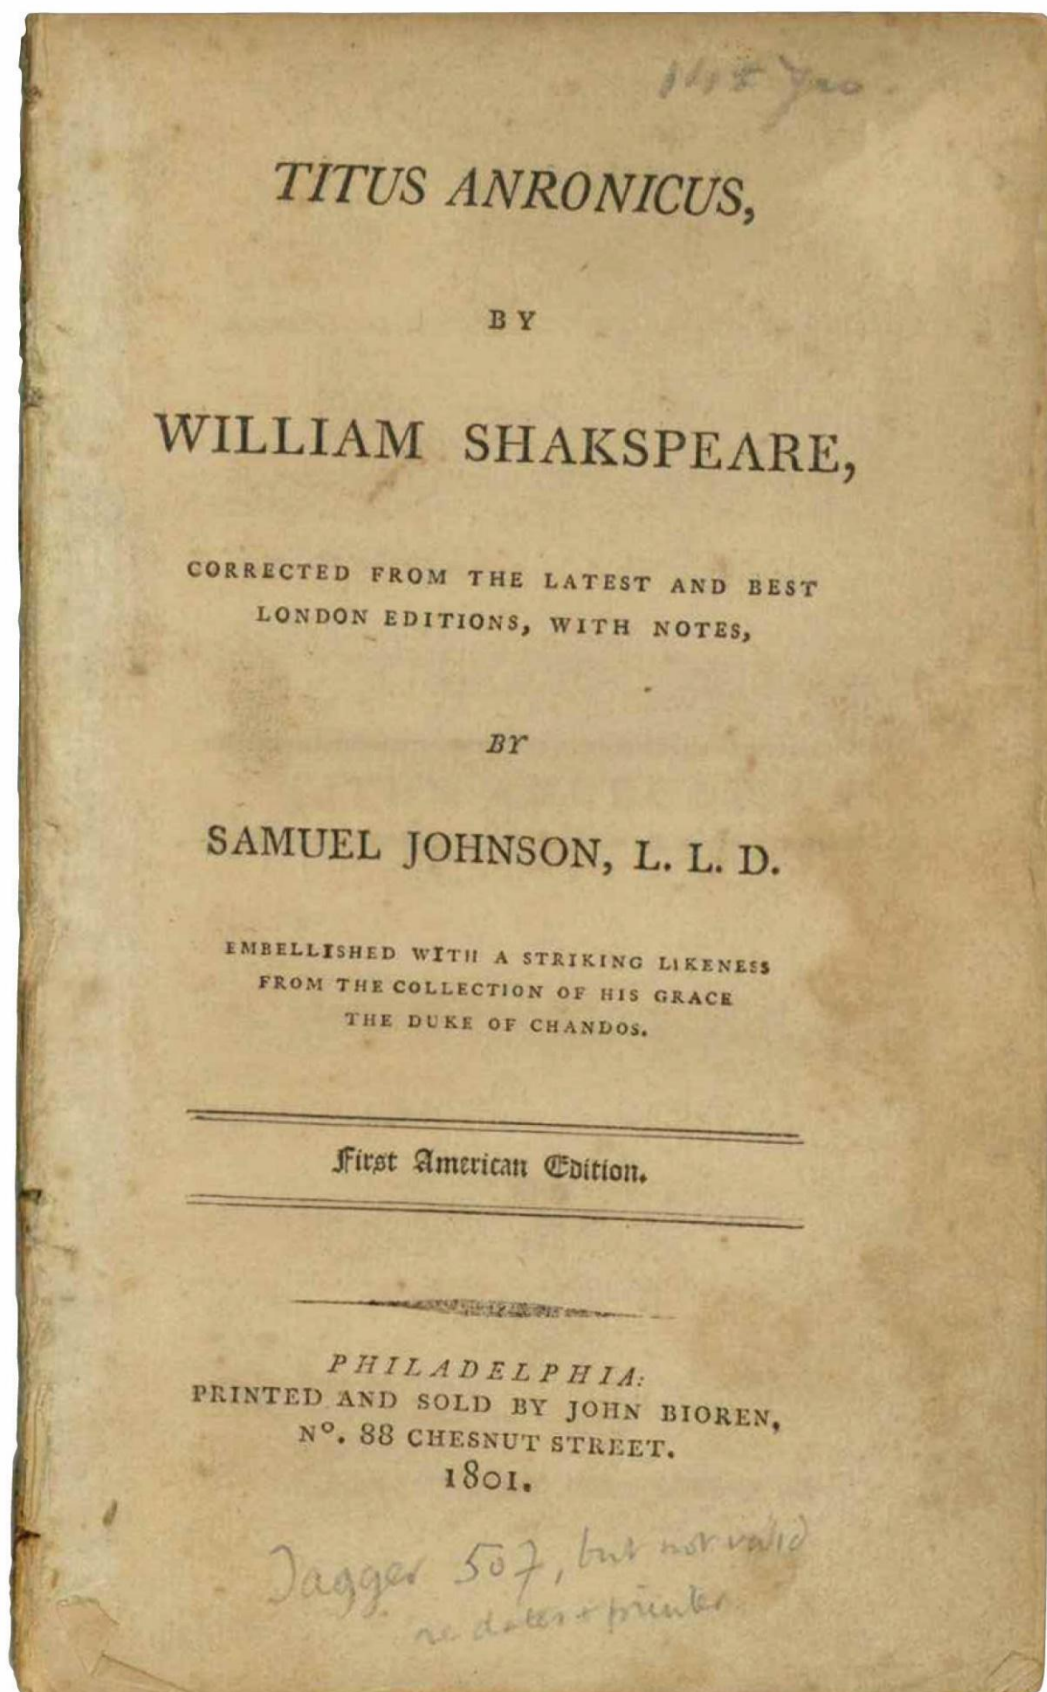 TITUS ANRONICUS,
BY
WILLIAM SHAKSPEARE,
CORRECTED FROM THE LATEST AND BEST
LONDON EDITIONS, WITH NOTES,
BY
SAMUEL JOHNSON, L. L. D.
EMBELLISHED WITH A STRIKING LIKENESS
FROM THE COLLECTION OF HIS GRACE
THE DUKE OF CHANDOS.
First American Edition.
PHILADELPHIA:
PRINTED AND SOLD BY JOHN BIOREN,
Nº. 88 CHESNUT STREET.
1801.
Jaggar 507, but not valid
re dates + printer